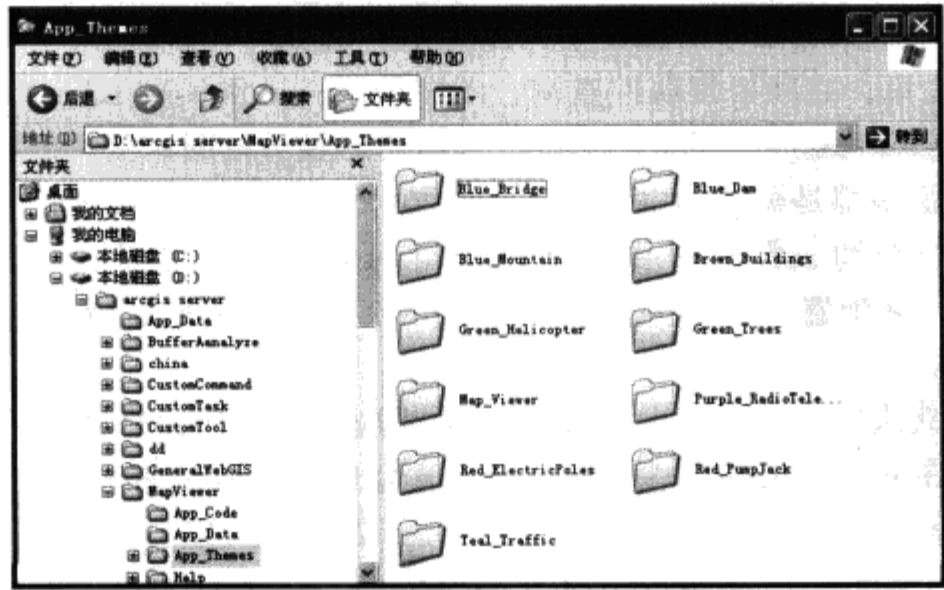 App_Themes
文件(F) 编辑(E) 查看(V) 收藏(A) 工具(T) 帮助(H)
后退 搜索 文件夹
地址(D) D:\arcgis server\MapViewer\App_Themes 转到
文件夹 ×
桌面
我的文档
我的电脑
本地磁盘 (C:)
本地磁盘 (D:)
arcgis server
App_Data
BufferAanalyze
china
CustomCommand
CustomTask
CustomTool
dd
GeneralWebGIS
MapViewer
App_Code
App_Data
App_Themes
Help
Blue_Bridge Blue_Dam
Blue_Mountain Brown_Buildings
Green_Helicopter Green_Trees
Map_Viewer Purple_RadioTele...
Red_ElectricPoles Red_PumpJack
Teal_Traffic